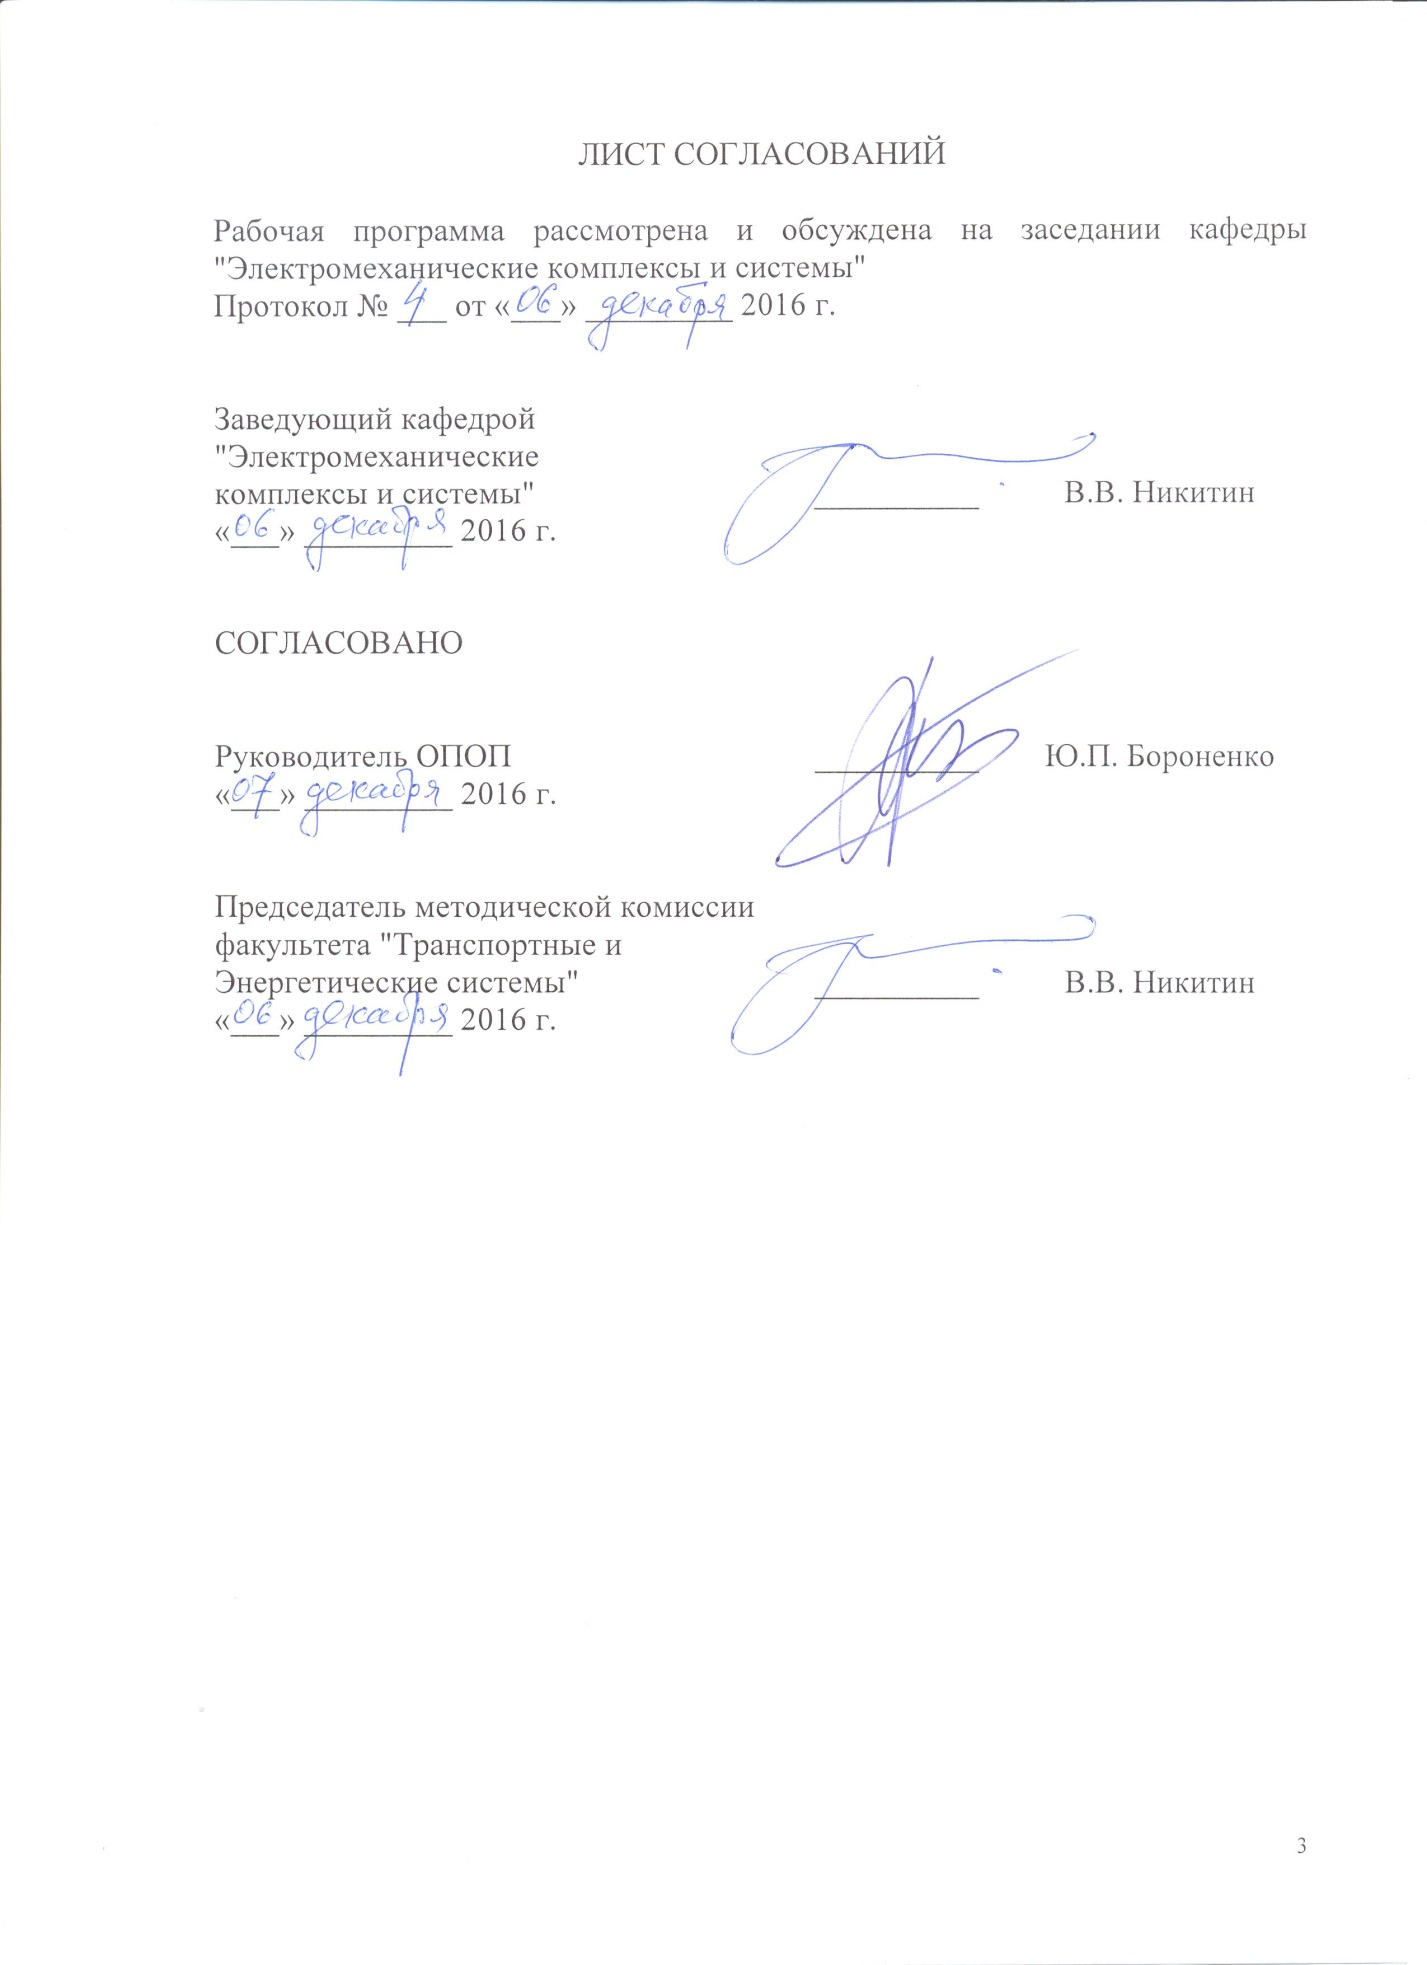 ЛИСТ СОГЛАСОВАНИЙ
Рабочая программа рассмотрена и обсуждена на заседании кафедры
"Электромеханические комплексы и системы"
Протокол № 4 от «06» декабря 2016 г.
Заведующий кафедрой
"Электромеханические
комплексы и системы" В.В. Никитин
«06» декабря 2016 г.
СОГЛАСОВАНО
Руководитель ОПОП Ю.П. Бороненко
«07» декабря 2016 г.
Председатель методической комиссии
факультета "Транспортные и
Энергетические системы" В.В. Никитин
«06» декабря 2016 г.
3